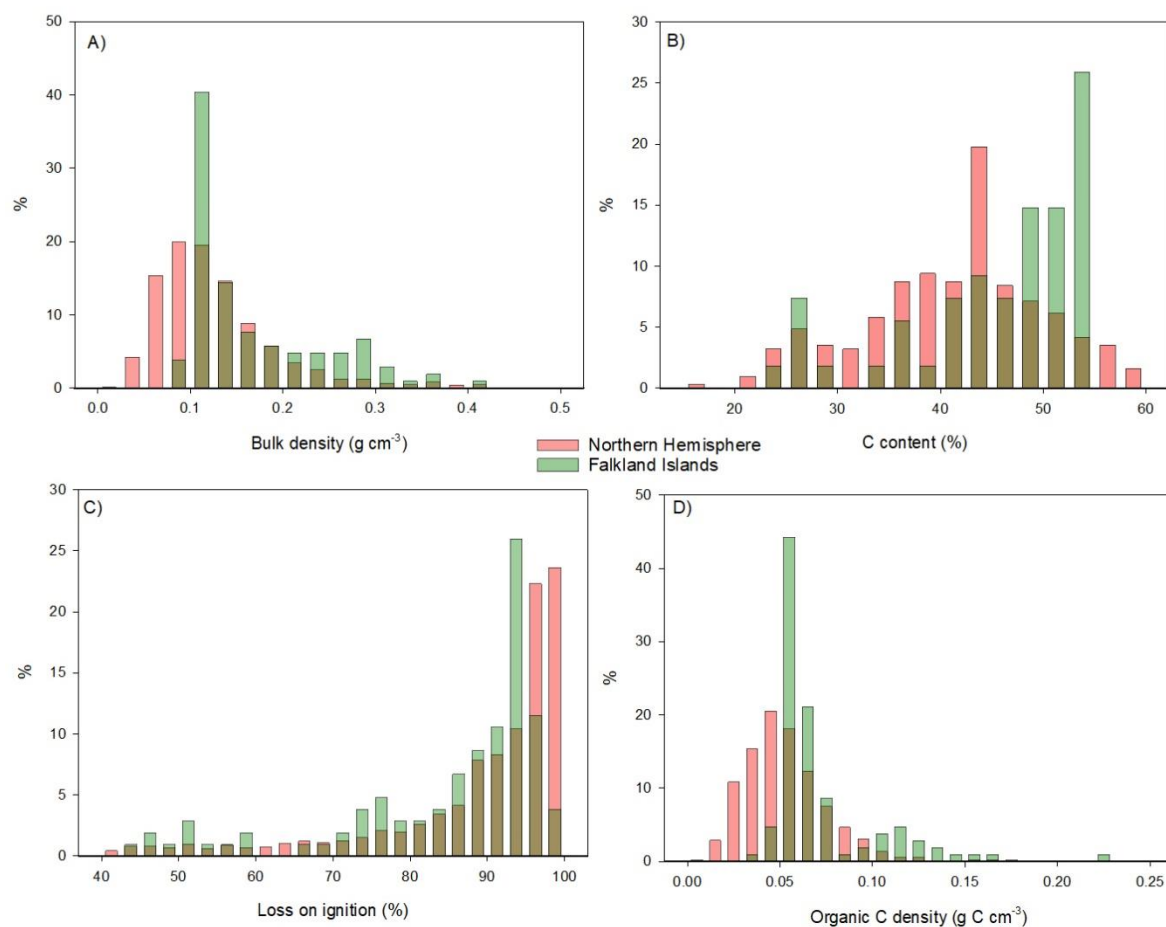 A)
50
40
30
20
10
0
%
0.0 0.1 0.2 0.3 0.4 0.5
Bulk density (g cm⁻³)
B)
30
25
20
15
10
5
0
%
20 30 40 50 60
C content (%)
Northern Hemisphere
Falkland Islands
C)
30
25
20
15
10
5
0
%
40 50 60 70 80 90 100
Loss on ignition (%)
D)
50
40
30
20
10
0
%
0.00 0.05 0.10 0.15 0.20 0.25
Organic C density (g C cm⁻³)